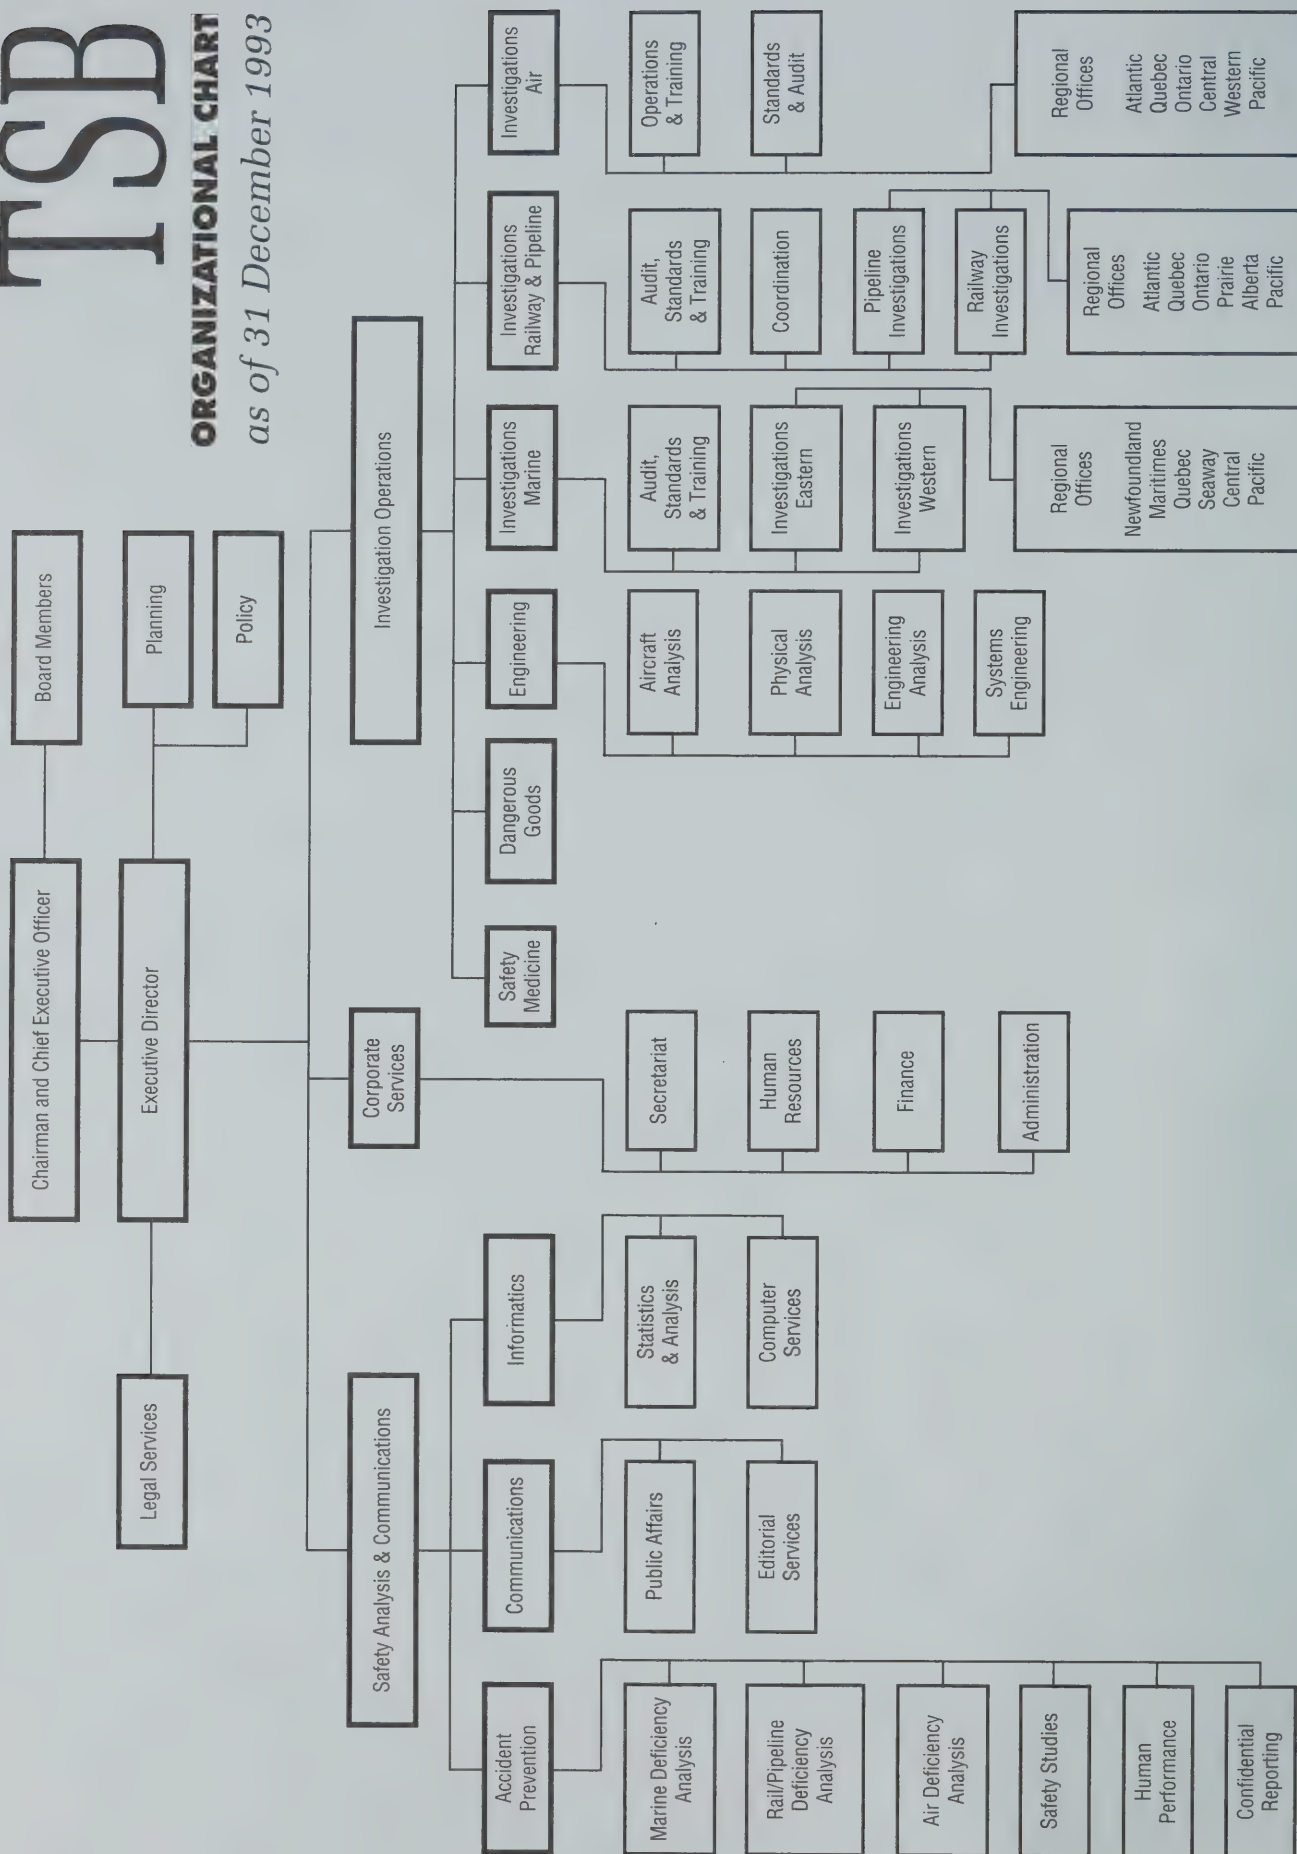 TSB
ORGANIZATIONAL CHART
as of 31 December 1993
Chairman and Chief Executive Officer
Board Members
Executive Director
Planning
Policy
Legal Services
Safety Analysis & Communications
Corporate
Services
Investigation Operations
Accident
Prevention
Communications
Informatics
Safety
Medicine
Dangerous
Goods
Engineering
Investigations
Marine
Investigations
Railway & Pipeline
Investigations
Air
Marine Deficiency
Analysis
Rail/Pipeline
Deficiency
Analysis
Air Deficiency
Analysis
Safety Studies
Human
Performance
Confidential
Reporting
Public Affairs
Editorial
Services
Statistics
& Analysis
Computer
Services
Secretariat
Human
Resources
Finance
Administration
Aircraft
Analysis
Physical
Analysis
Engineering
Analysis
Systems
Engineering
Audit,
Standards
& Training
Investigations
Eastern
Investigations
Western
Regional
Offices
Newfoundland
Maritimes
Quebec
Seaway
Central
Pacific
Audit,
Standards
& Training
Coordination
Pipeline
Investigations
Railway
Investigations
Regional
Offices
Atlantic
Quebec
Ontario
Prairie
Alberta
Pacific
Operations
& Training
Standards
& Audit
Regional
Offices
Atlantic
Quebec
Ontario
Central
Western
Pacific